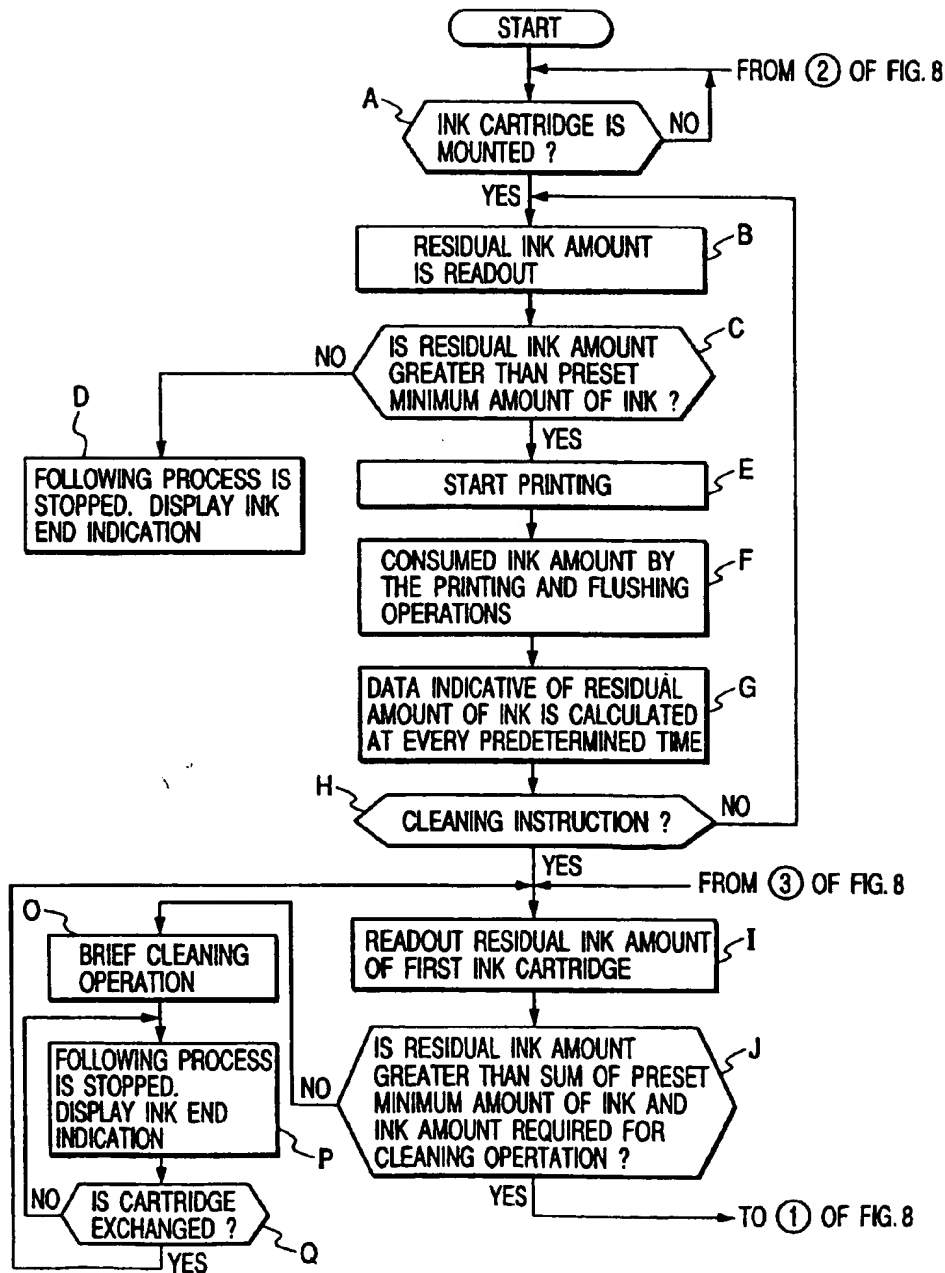 START
FROM ② OF FIG. 8
A
INK CARTRIDGE IS
MOUNTED ?
NO
YES
B
RESIDUAL INK AMOUNT
IS READOUT
C
IS RESIDUAL INK AMOUNT
GREATER THAN PRESET
MINIMUM AMOUNT OF INK ?
NO
YES
D
FOLLOWING PROCESS IS
STOPPED. DISPLAY INK
END INDICATION
START PRINTING
E
CONSUMED INK AMOUNT BY
THE PRINTING AND FLUSHING
OPERATIONS
F
DATA INDICATIVE OF RESIDUAL
AMOUNT OF INK IS CALCULATED
AT EVERY PREDETERMINED TIME
G
H
CLEANING INSTRUCTION ?
NO
YES
FROM ③ OF FIG. 8
O
BRIEF CLEANING
OPERATION
READOUT RESIDUAL INK AMOUNT
OF FIRST INK CARTRIDGE
I
IS RESIDUAL INK AMOUNT
GREATER THAN SUM OF PRESET
MINIMUM AMOUNT OF INK AND
INK AMOUNT REQUIRED FOR
CLEANING OPERTATION ?
J
NO
YES
TO ① OF FIG. 8
FOLLOWING PROCESS
IS STOPPED.
DISPLAY INK END
INDICATION
P
NO
IS CARTRIDGE
EXCHANGED ?
Q
YES